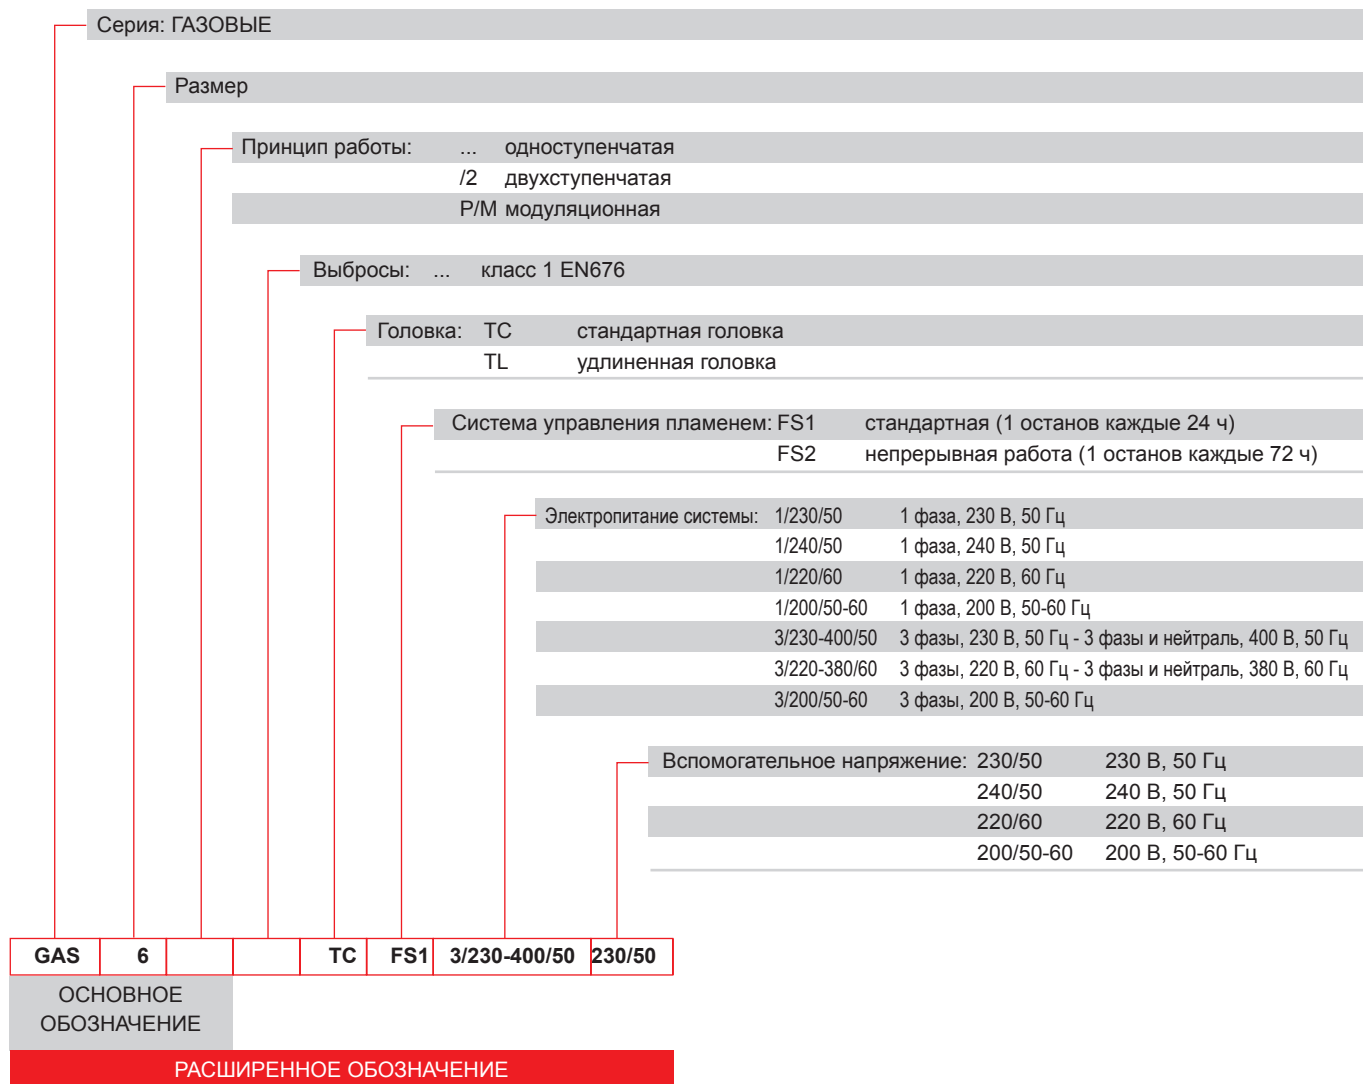 Серия: ГАЗОВЫЕ
Размер
Принцип работы: ... одноступенчатая
/2 двухступенчатая
P/M модуляционная
Выбросы: ... класс 1 EN676
Головка: TC стандартная головка
TL удлиненная головка
Система управления пламенем: FS1 стандартная (1 останов каждые 24 ч)
FS2 непрерывная работа (1 останов каждые 72 ч)
Электропитание системы: 1/230/50 1 фаза, 230 В, 50 Гц
1/240/50 1 фаза, 240 В, 50 Гц
1/220/60 1 фаза, 220 В, 60 Гц
1/200/50-60 1 фаза, 200 В, 50-60 Гц
3/230-400/50 3 фазы, 230 В, 50 Гц - 3 фазы и нейтраль, 400 В, 50 Гц
3/220-380/60 3 фазы, 220 В, 60 Гц - 3 фазы и нейтраль, 380 В, 60 Гц
3/200/50-60 3 фазы, 200 В, 50-60 Гц
Вспомогательное напряжение: 230/50 230 В, 50 Гц
240/50 240 В, 50 Гц
220/60 220 В, 60 Гц
200/50-60 200 В, 50-60 Гц
GAS 6 TC FS1 3/230-400/50 230/50
ОСНОВНОЕ
ОБОЗНАЧЕНИЕ
РАСШИРЕННОЕ ОБОЗНАЧЕНИЕ